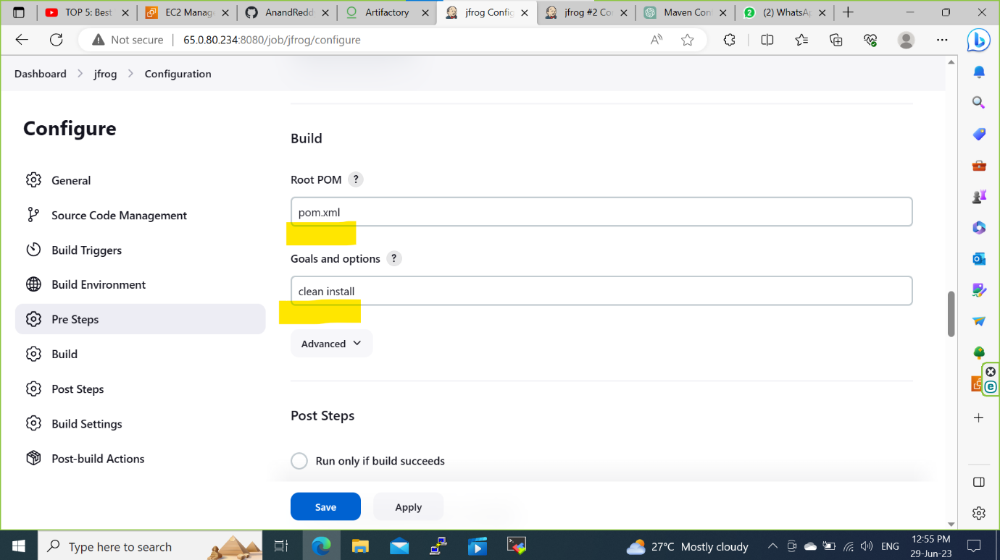 TOP 5: Best
EC2 Manag
AnandRedd
Artifactory
jfrog Config
jfrog #2 Co
Maven Con
(2) WhatsA
Not secure
65.0.80.234:8080/job/jfrog/configure
Dashboard > jfrog > Configuration
Configure
General
Source Code Management
Build Triggers
Build Environment
Pre Steps
Build
Post Steps
Build Settings
Post-build Actions
Build
Root POM ?
pom.xml
Goals and options ?
clean install
Advanced
Post Steps
Run only if build succeeds
Save
Apply
Type here to search
27°C Mostly cloudy
ENG
12:55 PM
29-Jun-23